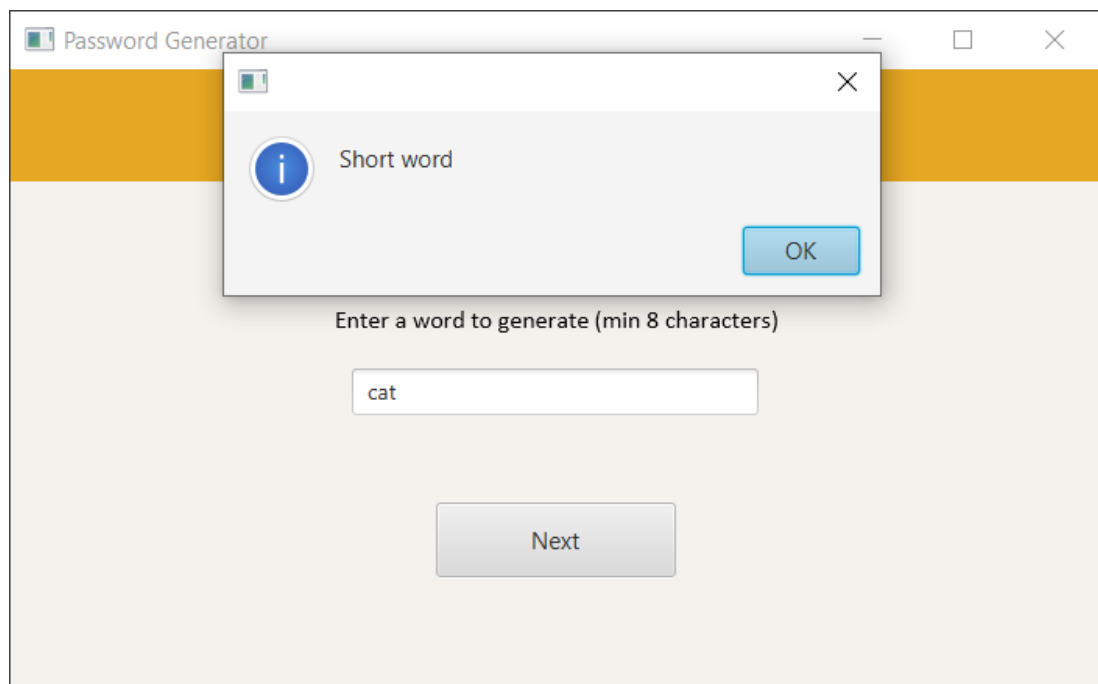 Password Generator
Short word
OK
Enter a word to generate (min 8 characters)
cat
Next